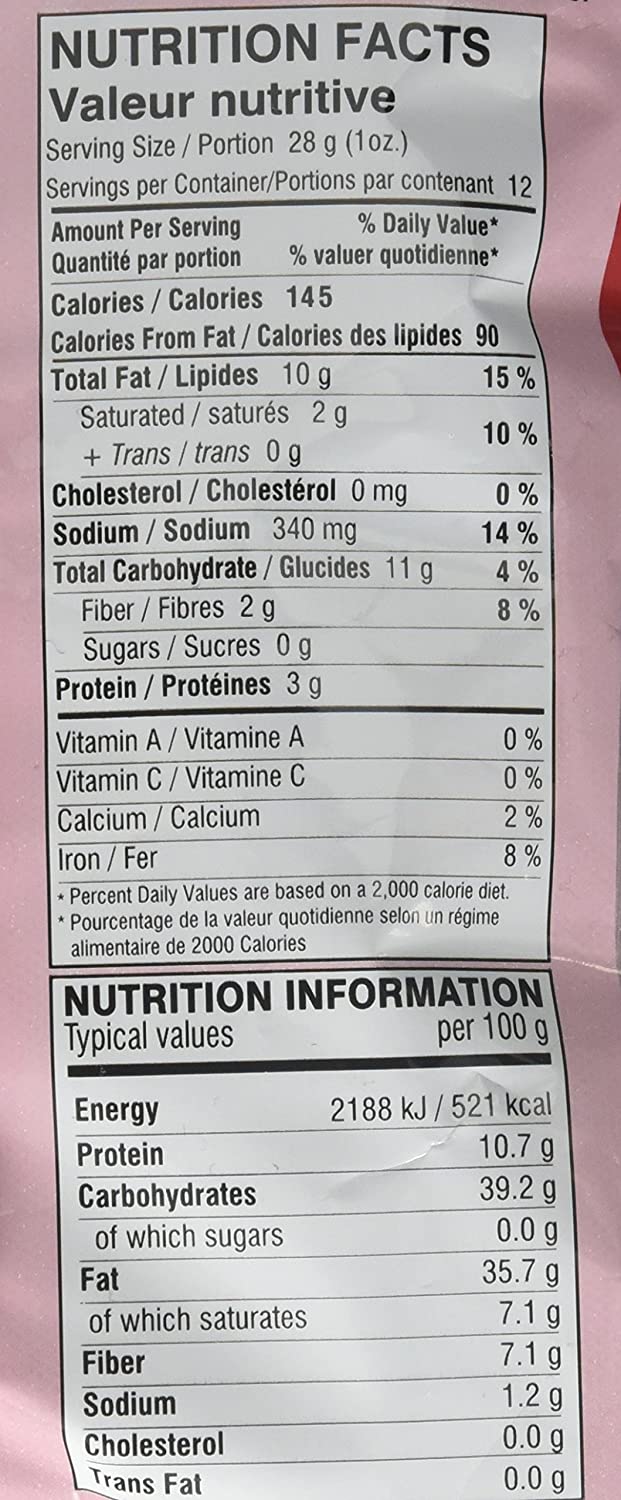 NUTRITION FACTS
Valeur nutritive
Serving Size / Portion 28 g (1oz.)
Servings per Container/Portions par contenant 12
Amount Per Serving % Daily Value*
Quantité par portion % valuer quotidienne*
Calories / Calories 145
Calories From Fat / Calories des lipides 90
Total Fat / Lipides 10 g 15 %
Saturated / saturés 2 g
10 %
+ Trans / trans 0 g
Cholesterol / Cholestérol 0 mg 0 %
Sodium / Sodium 340 mg 14 %
Total Carbohydrate / Glucides 11 g 4 %
Fiber / Fibres 2 g 8 %
Sugars / Sucres 0 g
Protein / Protéines 3 g
Vitamin A / Vitamine A 0 %
Vitamin C / Vitamine C 0 %
Calcium / Calcium 2 %
Iron / Fer 8 %
* Percent Daily Values are based on a 2,000 calorie diet.
* Pourcentage de la valeur quotidienne selon un régime
alimentaire de 2000 Calories
NUTRITION INFORMATION
Typical values per 100 g
Energy 2188 kJ / 521 kcal
Protein 10.7 g
Carbohydrates 39.2 g
of which sugars 0.0 g
Fat 35.7 g
of which saturates 7.1 g
Fiber 7.1 g
Sodium 1.2 g
Cholesterol 0.0 g
Trans Fat 0.0 g